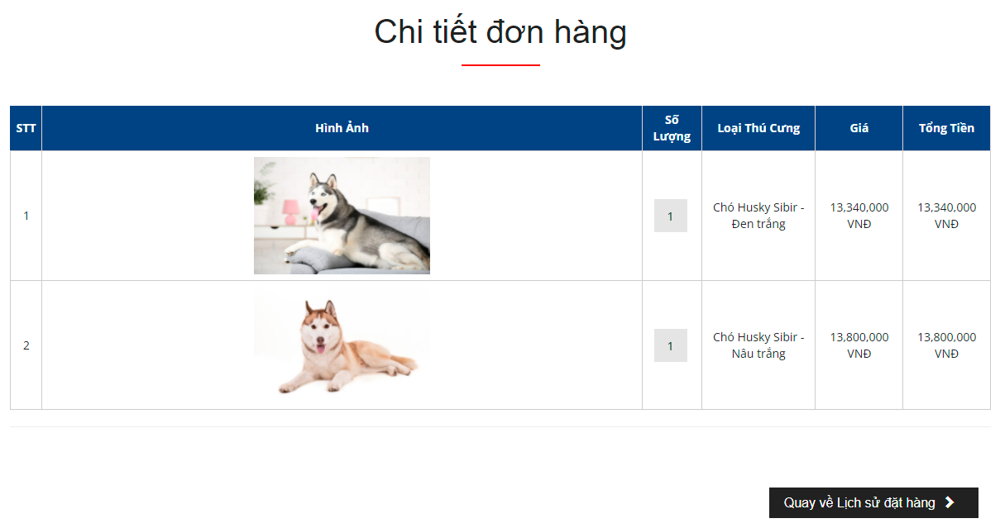 Chi tiết đơn hàng
STT
Hình Ảnh
Số
Lượng
Loại Thú Cưng
Giá
Tổng Tiền
1
1
Chó Husky Sibir -
Đen trắng
13,340,000
VNĐ
13,340,000
VNĐ
2
1
Chó Husky Sibir -
Nâu trắng
13,800,000
VNĐ
13,800,000
VNĐ
Quay về Lịch sử đặt hàng